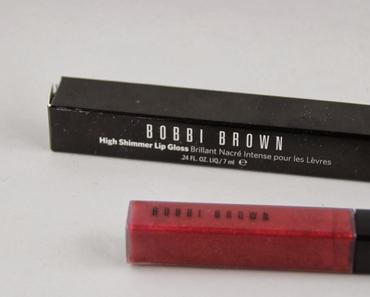 BOBBI BROWN
High Shimmer Lip Gloss Brillant Nacré Intense pour les Lèvres
.24 FL. OZ. LIQ./7 ml ℮
BOBBI BROWN